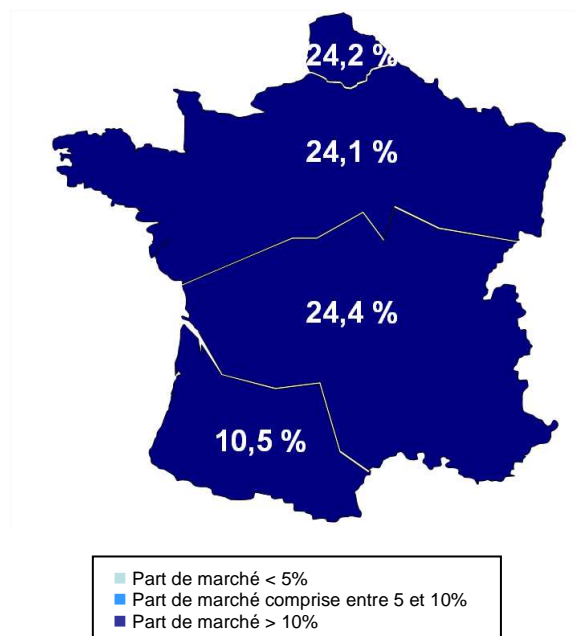 24,2 %
24,1 %
24,4 %
10,5 %
Part de marché < 5%
Part de marché comprise entre 5 et 10%
Part de marché > 10%